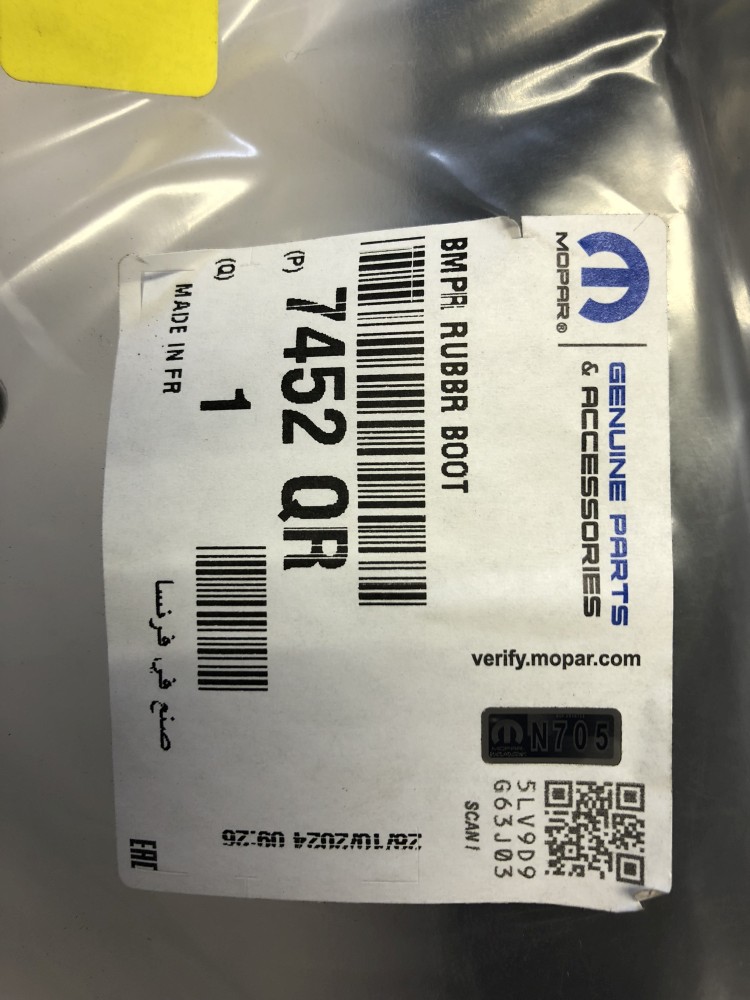 MOPAR®
GENUINE PARTS
& ACCESSORIES
verify.mopar.com
MOPAR
N705
5LV9D9
G63J03
SCAN!
BMPR RUBBR BOOT
(P) 7452 QR
(Q) 1
MADE IN FR
صنع في فرنسا
28/10/2024 09:26
EAC